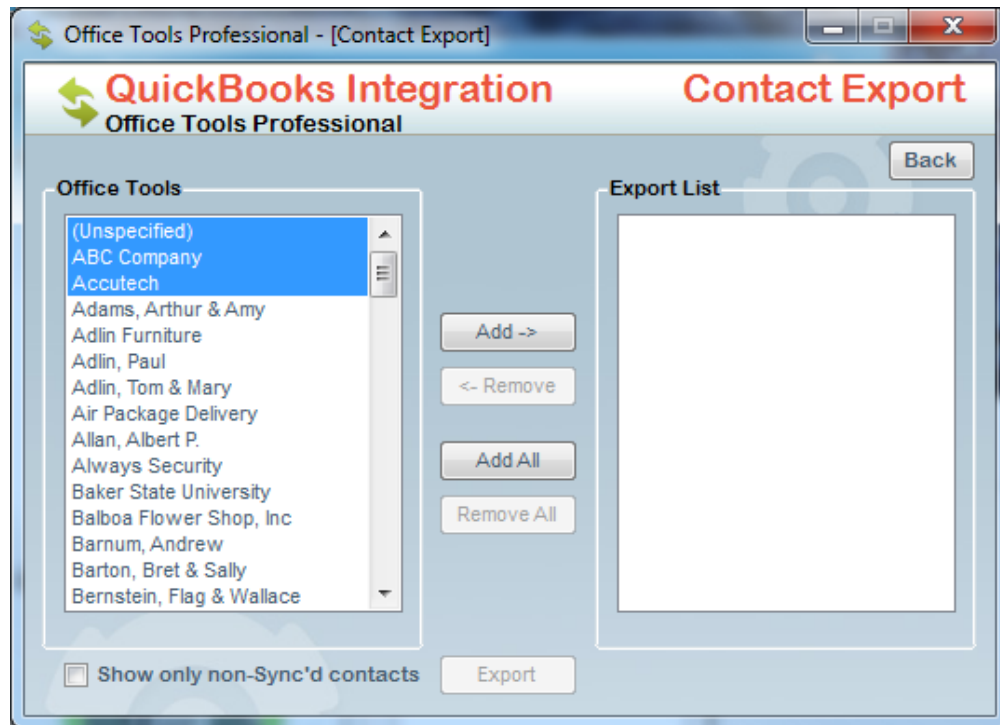 Office Tools Professional - [Contact Export]
QuickBooks Integration
Contact Export
Office Tools Professional
Back
Office Tools
(Unspecified)
ABC Company
Accutech
Adams, Arthur & Amy
Adlin Furniture
Adlin, Paul
Adlin, Tom & Mary
Air Package Delivery
Allan, Albert P.
Always Security
Baker State University
Balboa Flower Shop, Inc
Barnum, Andrew
Barton, Bret & Sally
Bernstein, Flag & Wallace
Add ->
<- Remove
Add All
Remove All
Export List
Show only non-Sync'd contacts
Export